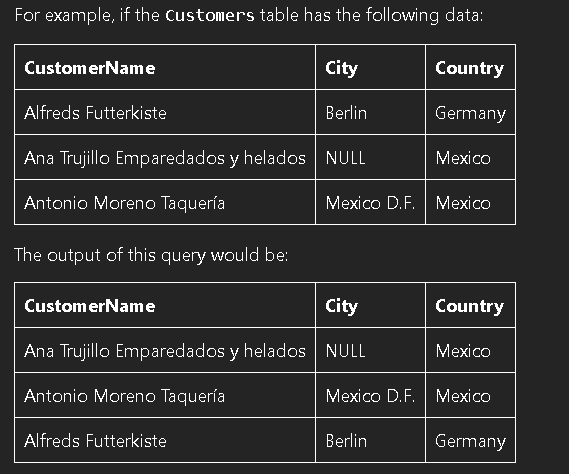 For example, if the Customers table has the following data:
CustomerName City Country
Alfreds Futterkiste Berlin Germany
Ana Trujillo Emparedados y helados NULL Mexico
Antonio Moreno Taquería Mexico D.F. Mexico
The output of this query would be:
CustomerName City Country
Ana Trujillo Emparedados y helados NULL Mexico
Antonio Moreno Taquería Mexico D.F. Mexico
Alfreds Futterkiste Berlin Germany